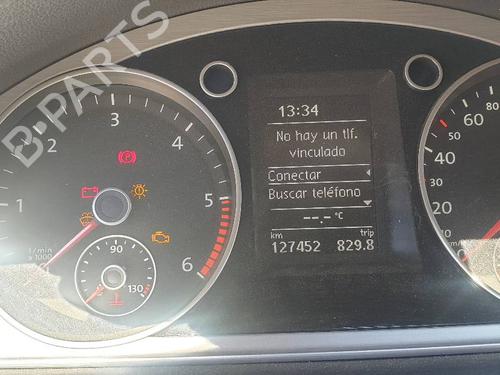 B-PARTS
13:34
No hay un tlf.
vinculado
Conectar
Buscar teléfono
--.- °C
km trip
127452 829.8
1 2 3 4 5 6
1/min
x 1000
90
130
(P)
80
60
50
40
20